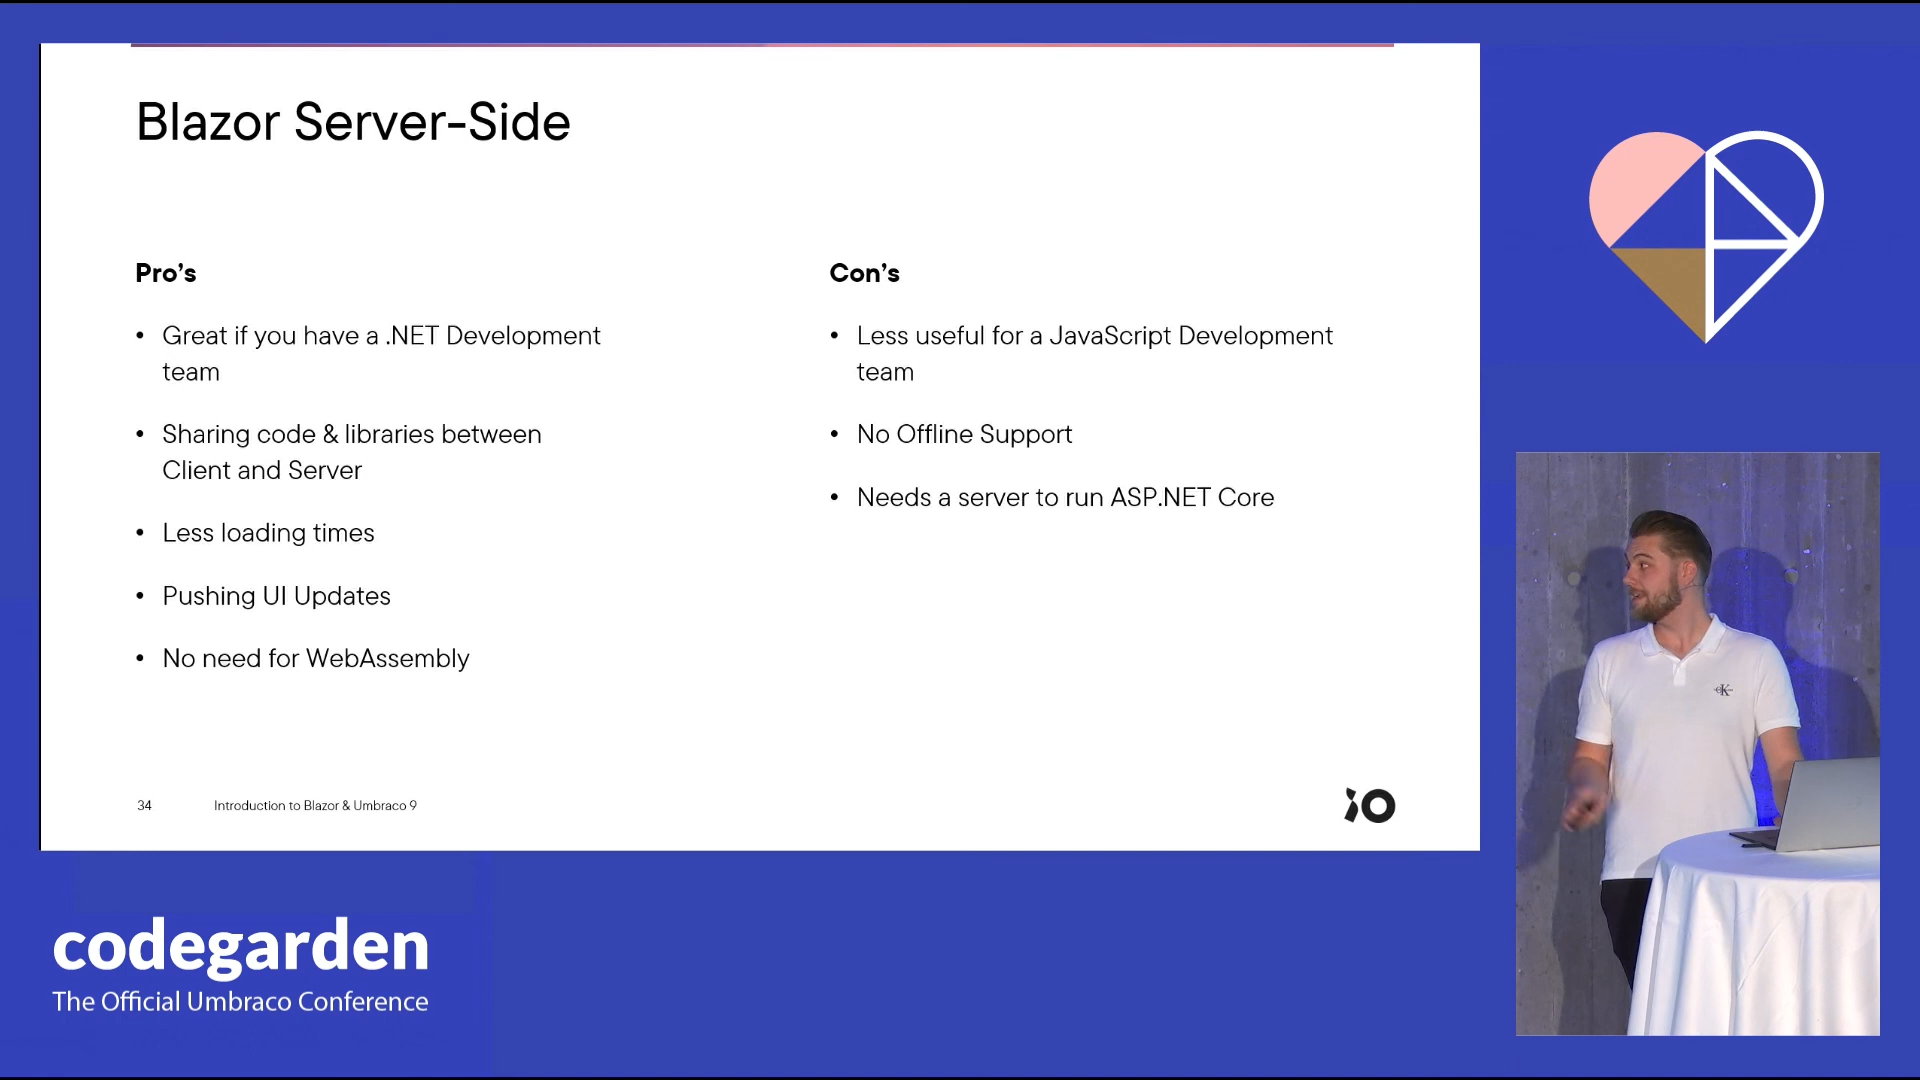 Blazor Server-Side
Pro’s
• Great if you have a .NET Development
team
• Sharing code & libraries between
Client and Server
• Less loading times
• Pushing UI Updates
• No need for WebAssembly
Con’s
• Less useful for a JavaScript Development
team
• No Offline Support
• Needs a server to run ASP.NET Core
34 Introduction to Blazor & Umbraco 9
iO
CK
codegarden
The Official Umbraco Conference